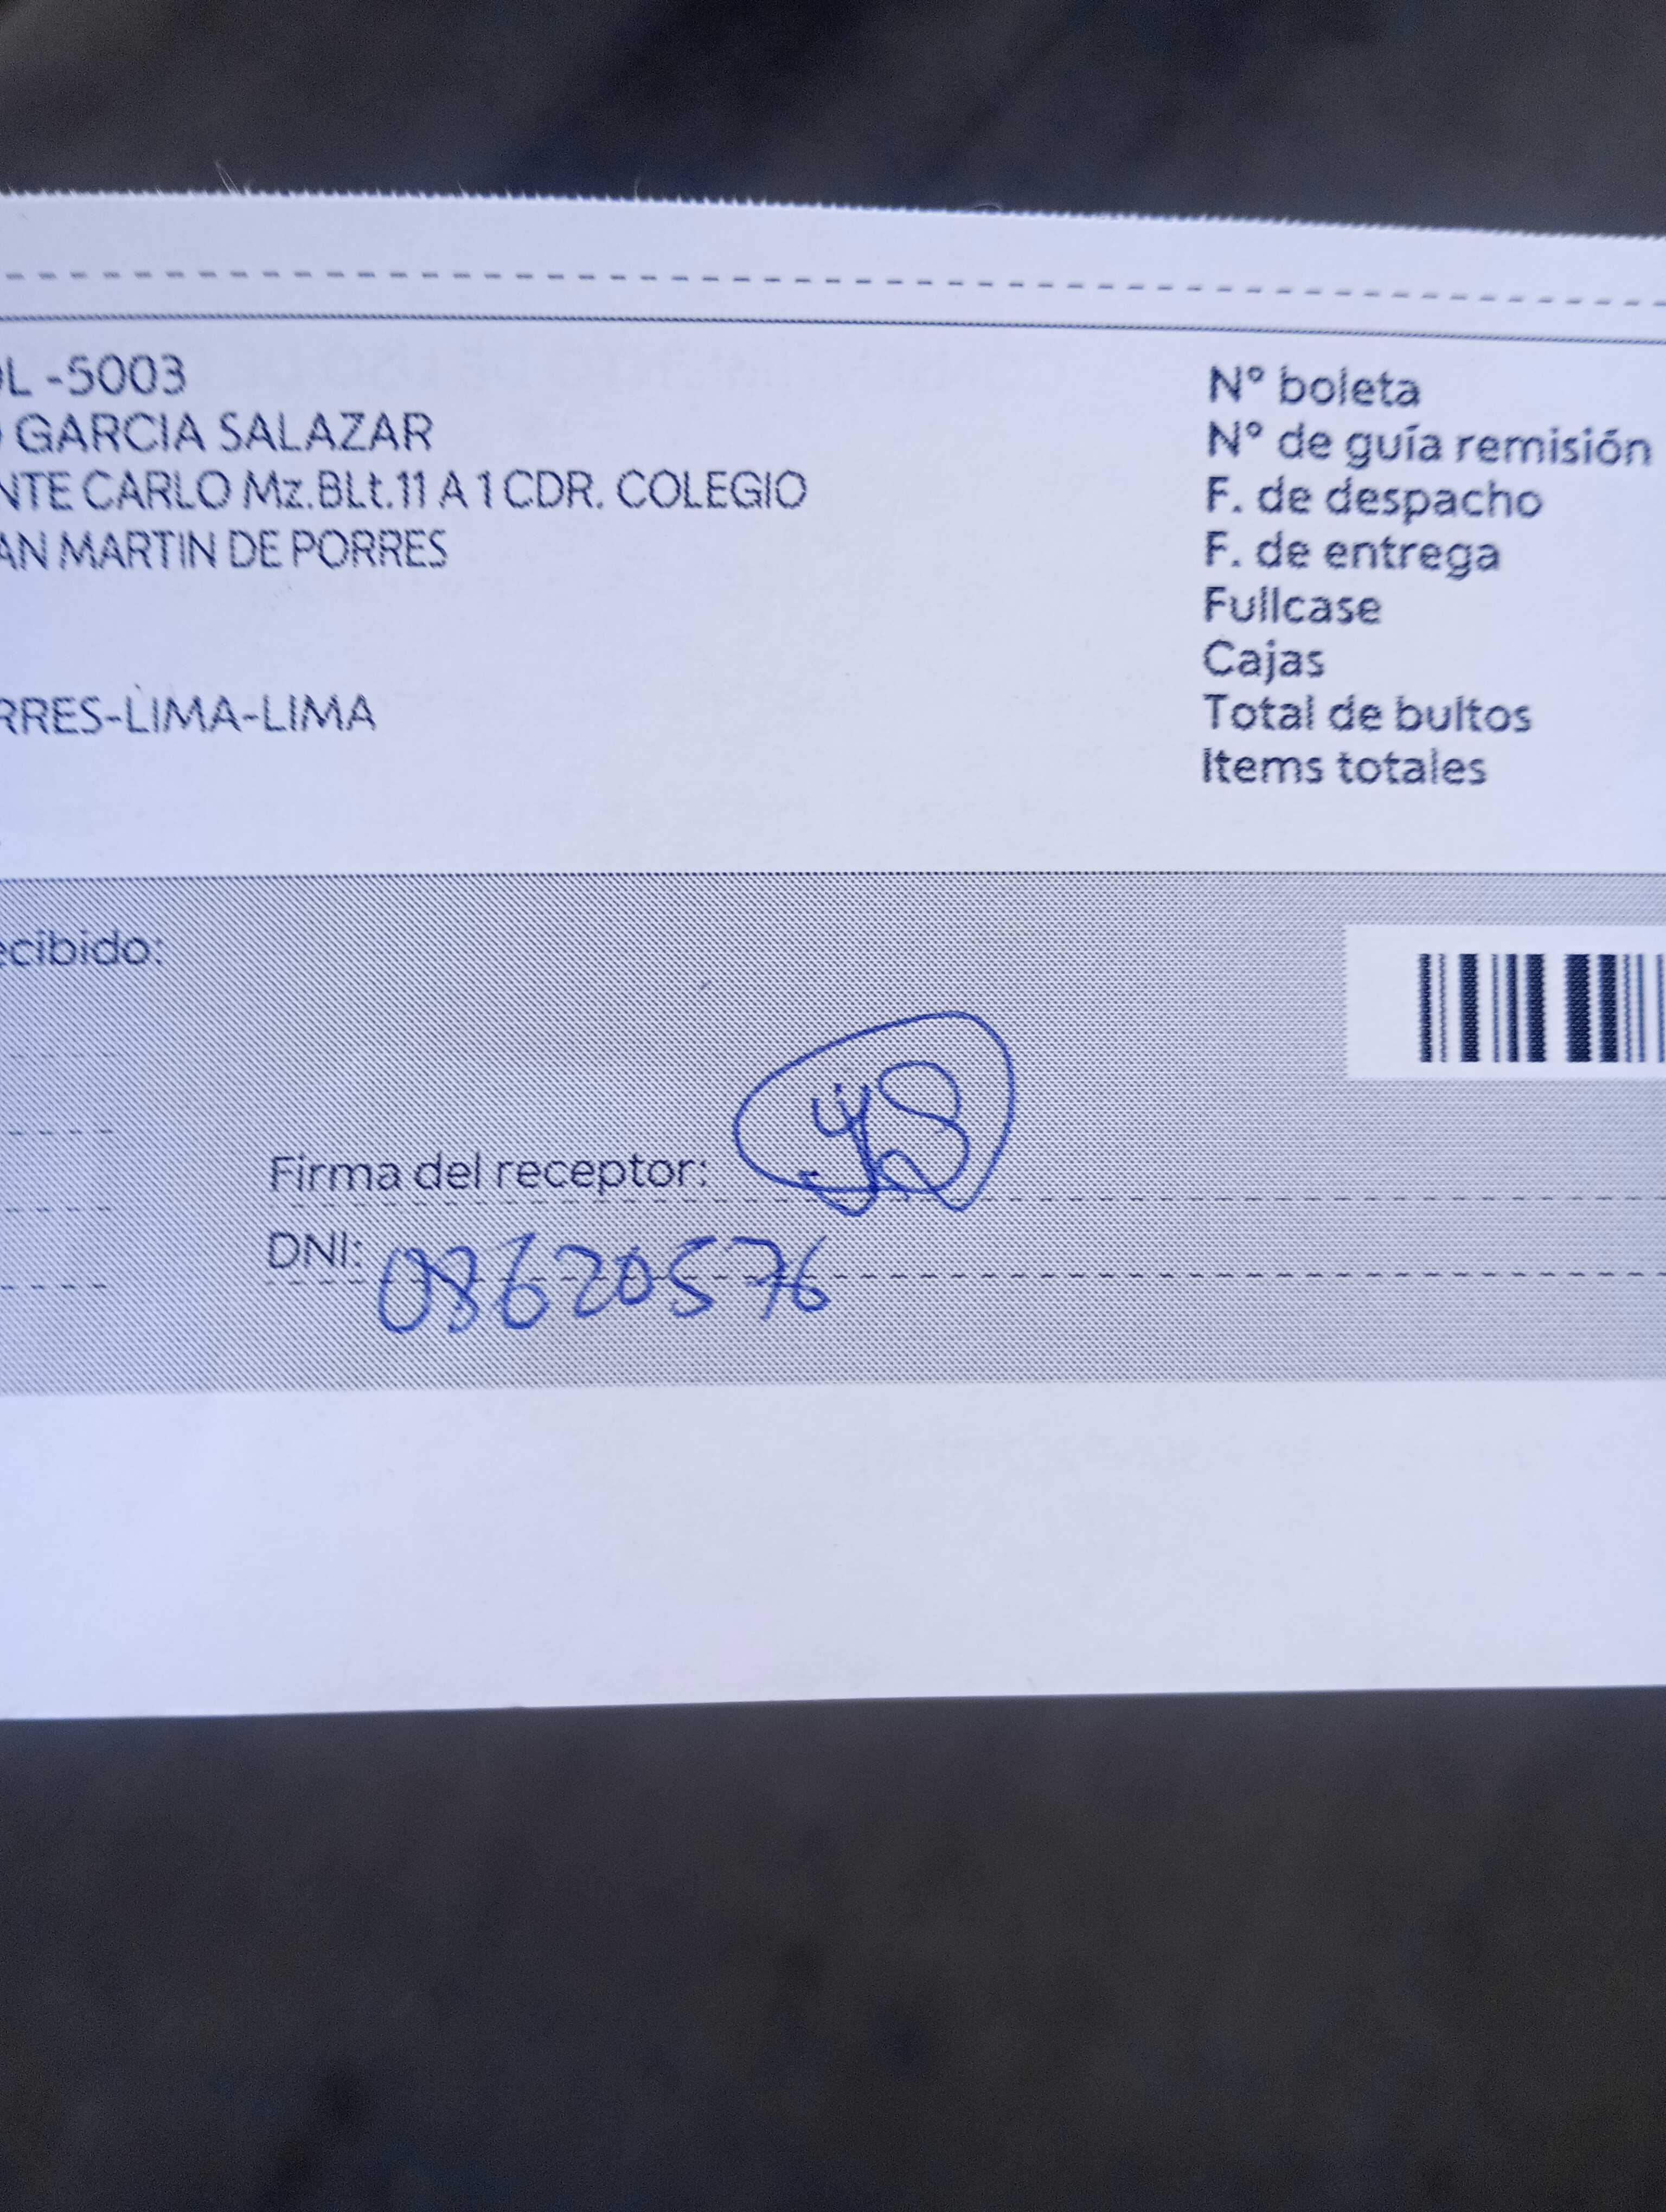 OL -5003
GARCIA SALAZAR
NTE CARLO Mz.BLt.11 A 1 CDR. COLEGIO
AN MARTIN DE PORRES
RRES-LIMA-LIMA
N° boleta
N° de guía remisión
F. de despacho
F. de entrega
Fullcase
Cajas
Total de bultos
Items totales
ecibido:
Firma del receptor:
DNI: 08620576